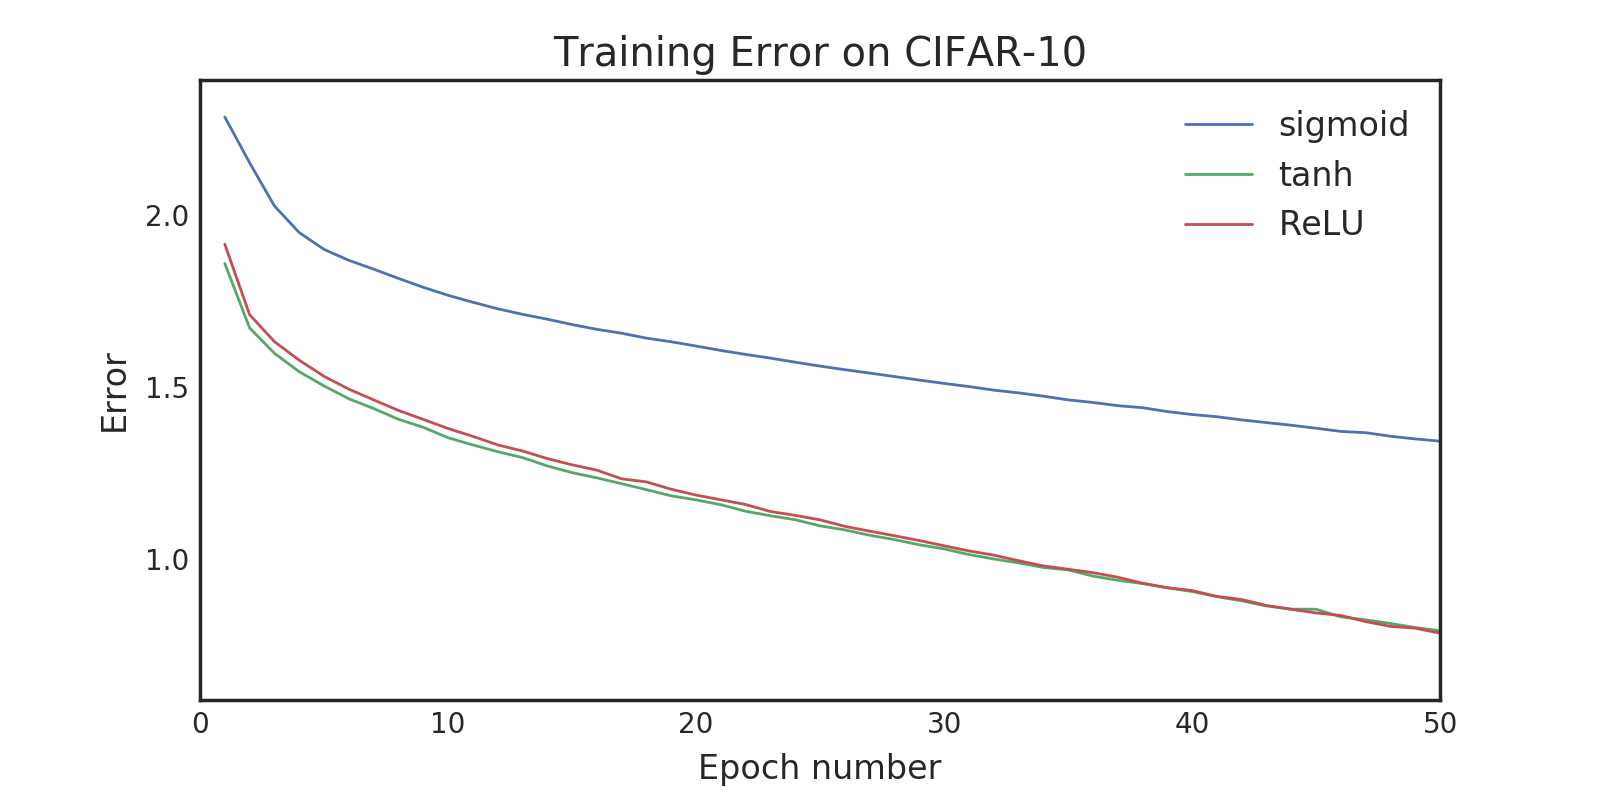 Training Error on CIFAR-10
sigmoid
tanh
ReLU
2.0
1.5
1.0
Error
0 10 20 30 40 50
Epoch number